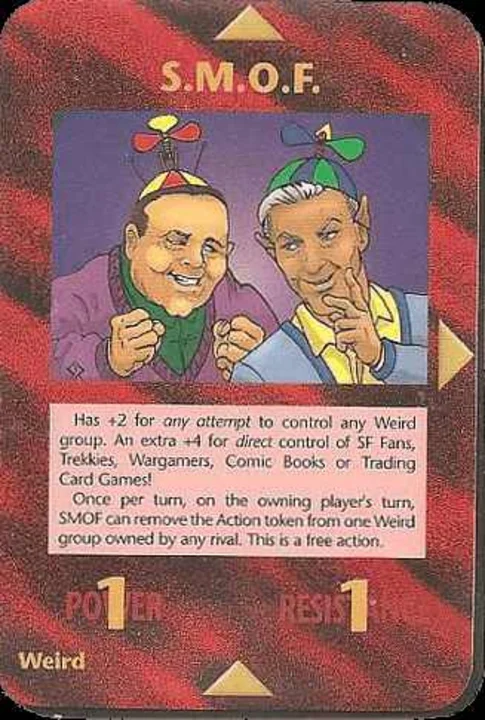 S.M.O.F.
Has +2 for any attempt to control any Weird
group. An extra +4 for direct control of SF Fans,
Trekkies, Wargamers, Comic Books or Trading
Card Games!
Once per turn, on the owning player's turn,
SMOF can remove the Action token from one Weird
group owned by any rival. This is a free action.
POWER 1 RESISTANCE 1
Weird